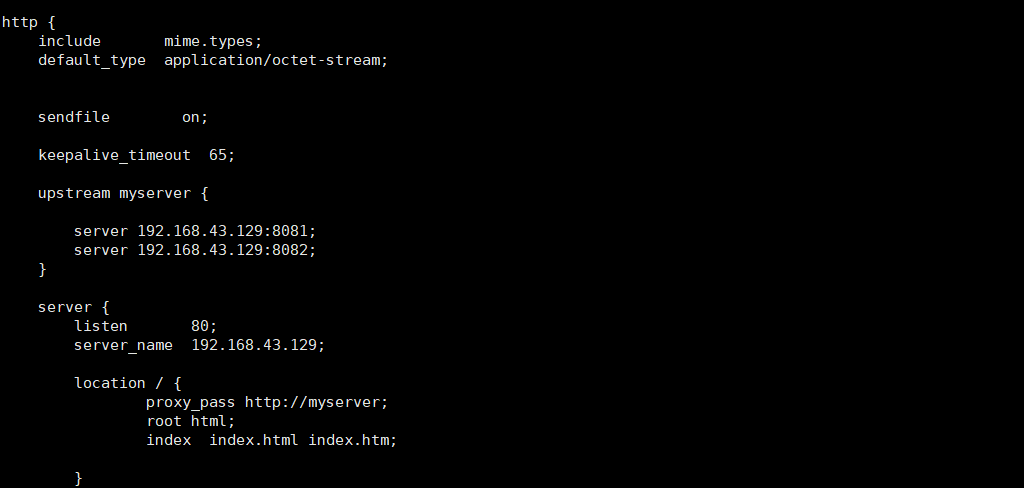 http {
    include       mime.types;
    default_type  application/octet-stream;
    sendfile        on;
    keepalive_timeout  65;
    upstream myserver {
        server 192.168.43.129:8081;
        server 192.168.43.129:8082;
    }
    server {
        listen       80;
        server_name  192.168.43.129;
        location / {
                proxy_pass http://myserver;
                root html;
                index  index.html index.htm;
        }